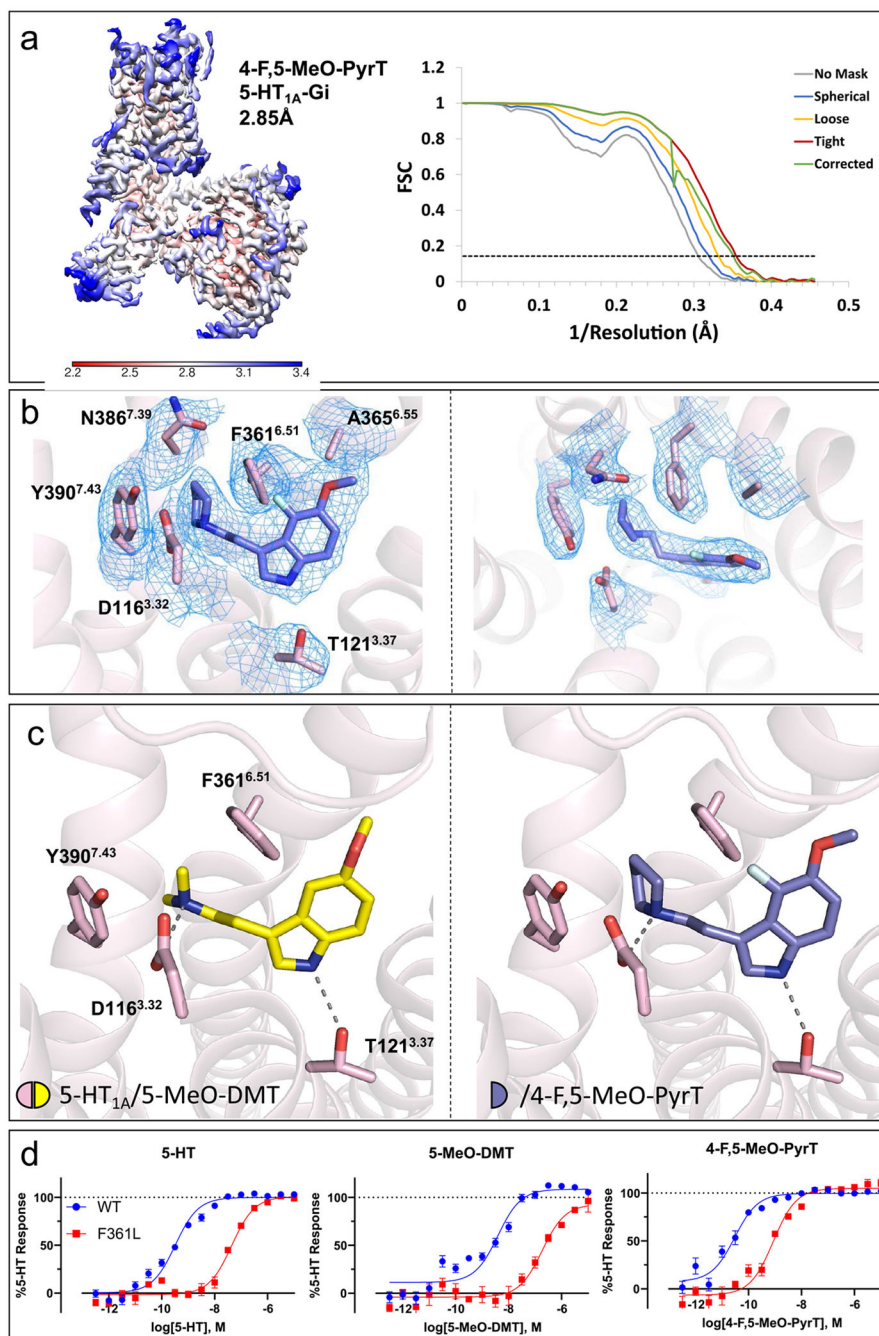 a
4-F,5-MeO-PyrT
5-HT1A-Gi
2.85Å
2.2 2.5 2.8 3.1 3.4
FSC
1.2
1
0.8
0.6
0.4
0.2
0
0 0.1 0.2 0.3 0.4 0.5
1/Resolution (Å)
No Mask
Spherical
Loose
Tight
Corrected
b
N386^7.39
F361^6.51
A365^6.55
Y390^7.43
D116^3.32
T121^3.37
c
F361^6.51
Y390^7.43
D116^3.32
T121^3.37
5-HT1A/5-MeO-DMT
/4-F,5-MeO-PyrT
d
5-HT
%5-HT Response
100
50
0
WT
F361L
-12 -10 -8 -6
log[5-HT], M
5-MeO-DMT
%5-HT Response
100
50
0
-12 -10 -8 -6
log[5-MeO-DMT], M
4-F,5-MeO-PyrT
%5-HT Response
100
50
0
-12 -10 -8 -6
log[4-F,5-MeO-PyrT], M